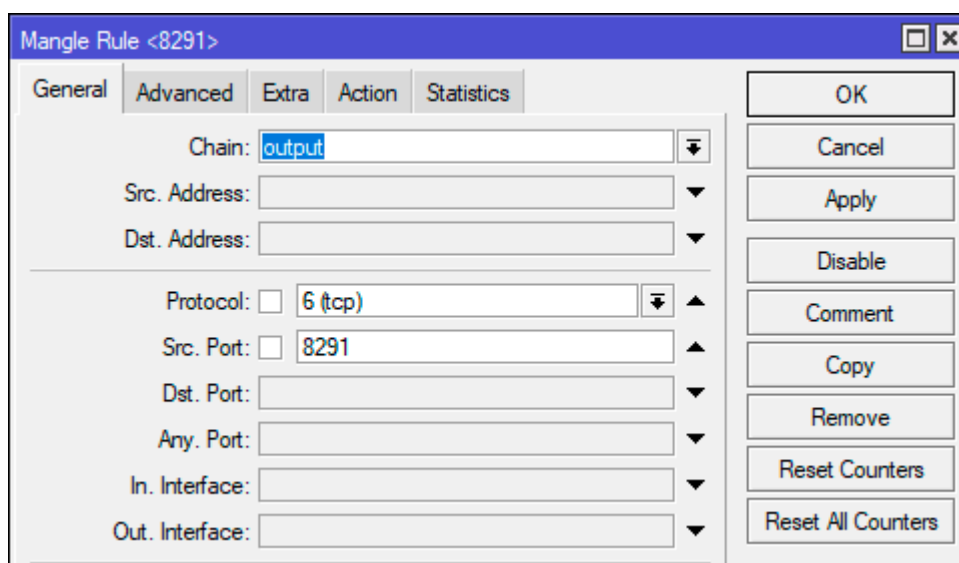 Mangle Rule <8291>
General Advanced Extra Action Statistics
OK
Chain: output
Cancel
Src. Address:
Apply
Dst. Address:
Disable
Protocol: 6 (tcp)
Comment
Src. Port: 8291
Copy
Dst. Port:
Remove
Any. Port:
Reset Counters
In. Interface:
Reset All Counters
Out. Interface: